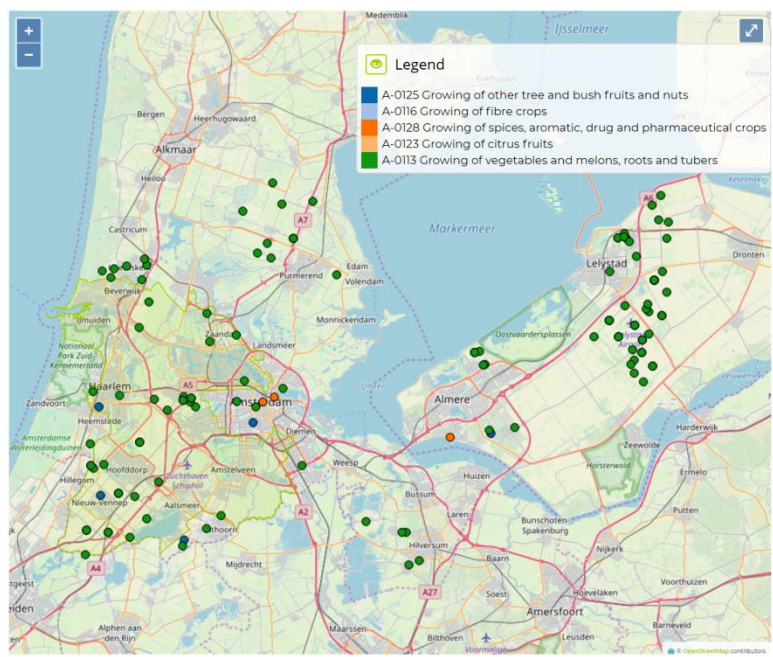 Medemblik
IJsselmeer
+
−
Legend
A-0125 Growing of other tree and bush fruits and nuts
A-0116 Growing of fibre crops
A-0128 Growing of spices, aromatic, drug and pharmaceutical crops
A-0123 Growing of citrus fruits
A-0113 Growing of vegetables and melons, roots and tubers
Bergen
Heerhugowaard
Alkmaar
Heiloo
Ketelmeer
A6
A7
Castricum
Markermeer
Dronten
Lelystad
Edam
Volendam
Purmerend
Beverwijk
IJmuiden
Monnickendam
Oostvaardersplassen
Landsmeer
Nationaal
Park Zuid
Kennemerland
IJmeer
A5
Haarlem
Veluwemeer
Zandvoort
Almere
Heemstede
Harderwijk
Diemen
Amsterdamse
Waterleidingduinen
Weesp
Zeewolde
Hoofddorp
Amstelveen
Horsterwold
Ermelo
Hillegom
Luchthaven
Schiphol
Huizen
Bussum
Nieuw-Vennep
Aalsmeer
A2
Laren
Putten
Bunschoten
Spakenburg
Hilversum
Nijkerk
Baarn
A4
Mijdrecht
Voorthuizen
A27
Soest
Hoevelaken
Amersfoort
Alphen aan
den Rijn
Maarssen
Bilthoven
Leusden
Barneveld
© OpenStreetMap contributors.